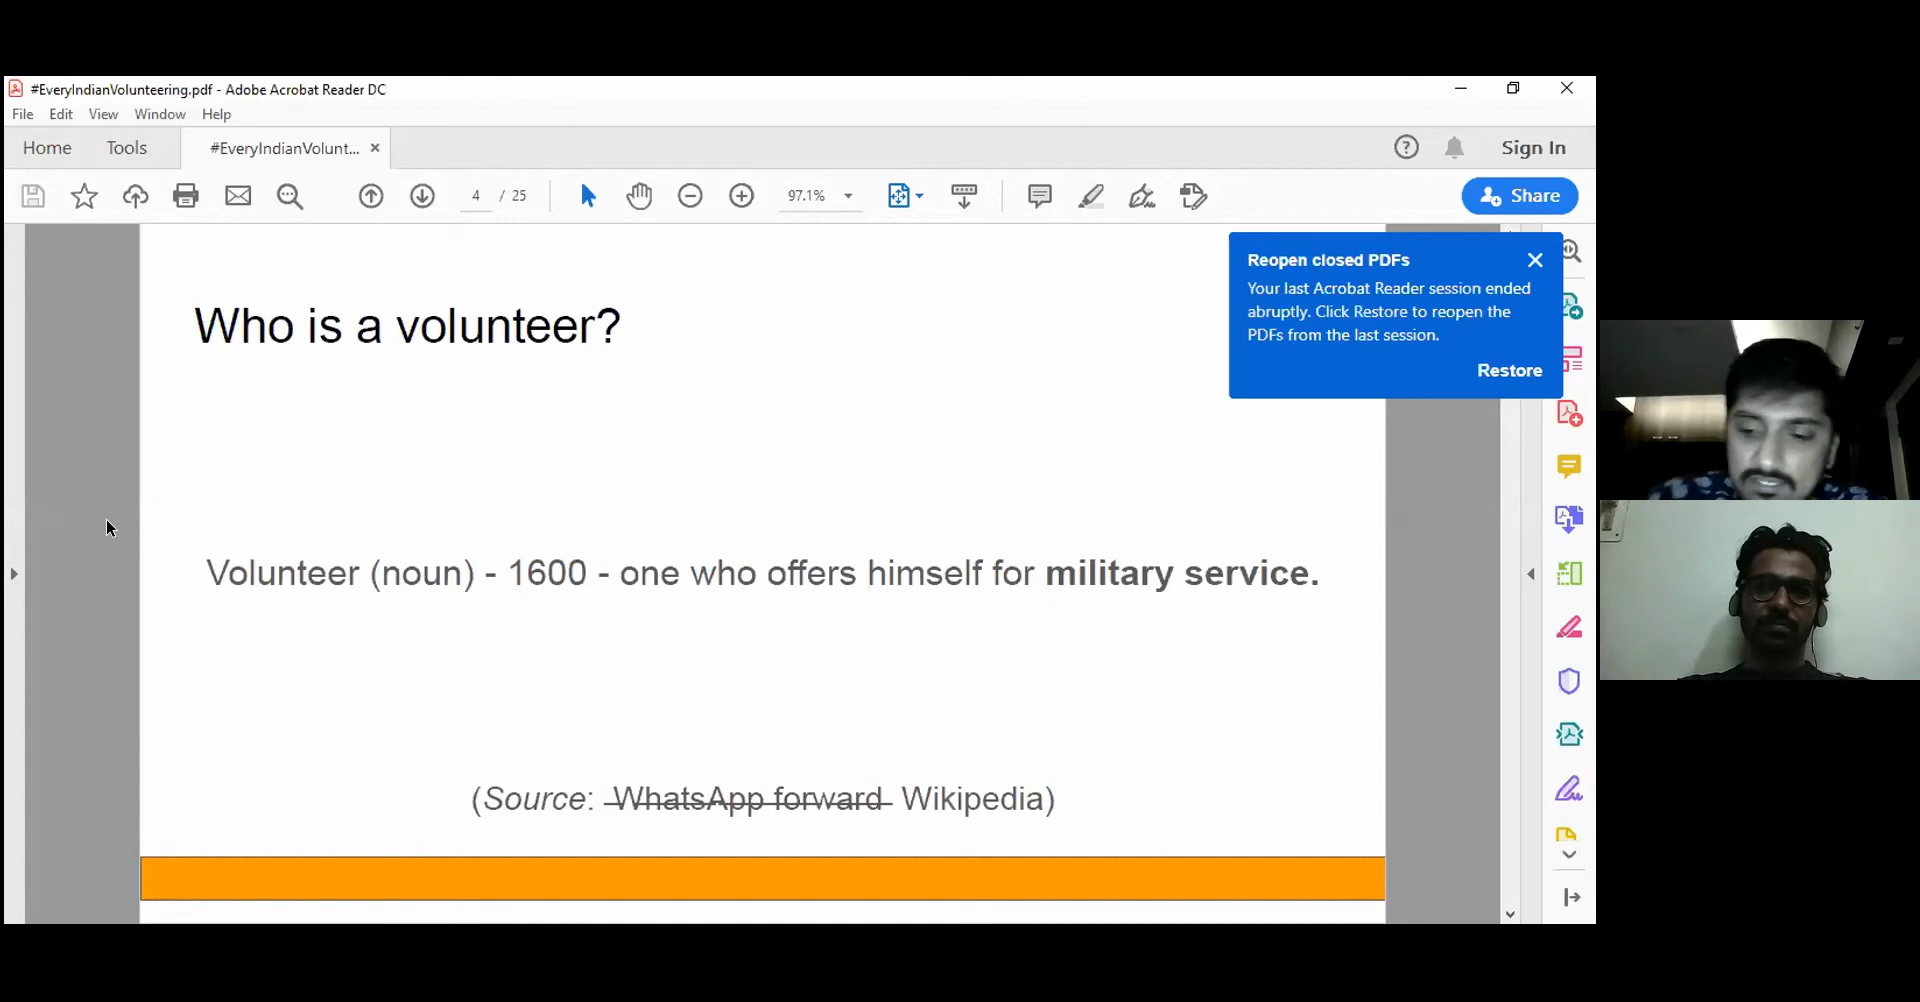 #EveryIndianVolunteering.pdf - Adobe Acrobat Reader DC
File Edit View Window Help
Home Tools #EveryIndianVolunt... Sign In
4 / 25 97.1% Share
Reopen closed PDFs
Your last Acrobat Reader session ended
abruptly. Click Restore to reopen the
PDFs from the last session.
Restore
Who is a volunteer?
Volunteer (noun) - 1600 - one who offers himself for military service.
(Source: WhatsApp forward Wikipedia)